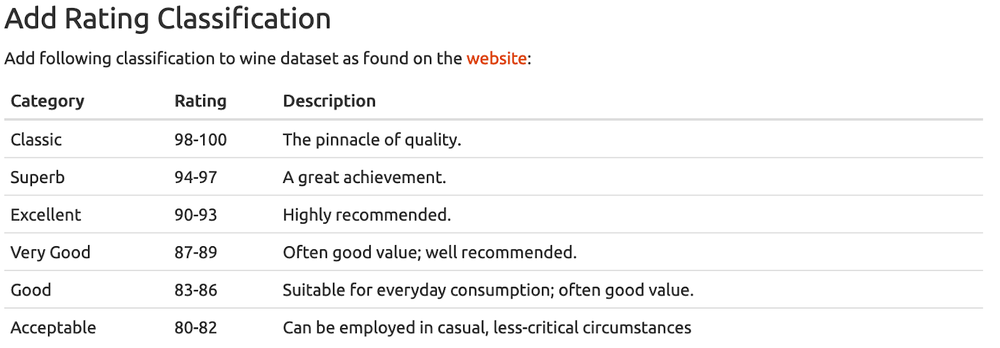 Add Rating Classification
Add following classification to wine dataset as found on the website:
Category Rating Description
Classic 98-100 The pinnacle of quality.
Superb 94-97 A great achievement.
Excellent 90-93 Highly recommended.
Very Good 87-89 Often good value; well recommended.
Good 83-86 Suitable for everyday consumption; often good value.
Acceptable 80-82 Can be employed in casual, less-critical circumstances